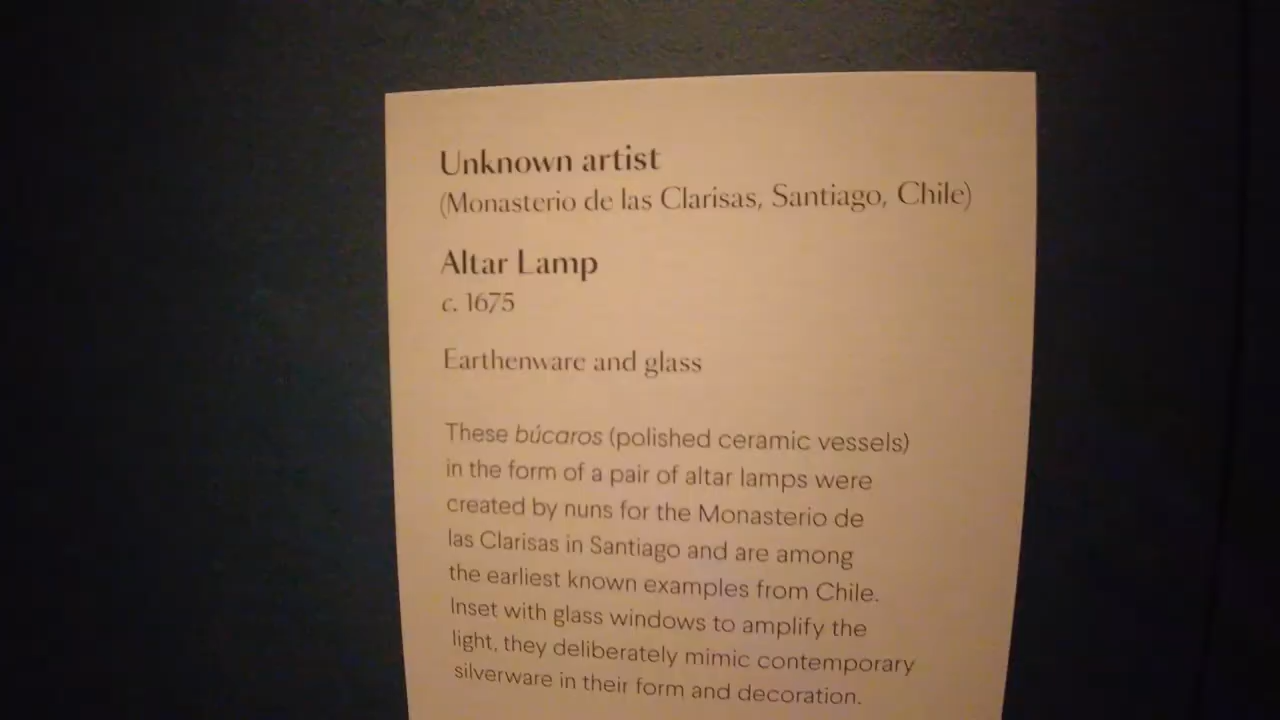 Unknown artist
(Monasterio de las Clarisas, Santiago, Chile)
Altar Lamp
c. 1675
Earthenware and glass
These búcaros (polished ceramic vessels)
in the form of a pair of altar lamps were
created by nuns for the Monasterio de
las Clarisas in Santiago and are among
the earliest known examples from Chile.
Inset with glass windows to amplify the
light, they deliberately mimic contemporary
silverware in their form and decoration.